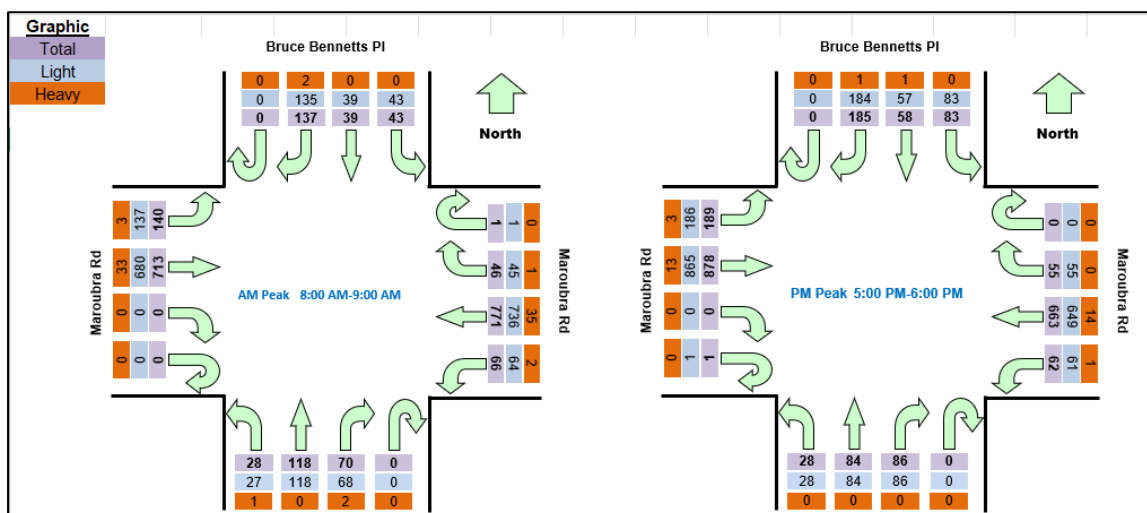 Graphic
Total
Light
Heavy
Bruce Bennetts Pl
0 2 0 0
0 135 39 43
0 137 39 43
North
3 137 140
33 680 713
0 0 0
0 0 0
Maroubra Rd
AM Peak 8:00 AM-9:00 AM
1 1 0
46 45 1
771 736 35
66 64 2
Maroubra Rd
28 118 70 0
27 118 68 0
1 0 2 0
Bruce Bennetts Pl
0 1 1 0
0 184 57 83
0 185 58 83
North
3 186 189
13 865 878
0 0 0
0 1 1
Maroubra Rd
PM Peak 5:00 PM-6:00 PM
0 0 0
55 55 0
663 649 14
62 61 1
Maroubra Rd
28 84 86 0
28 84 86 0
0 0 0 0